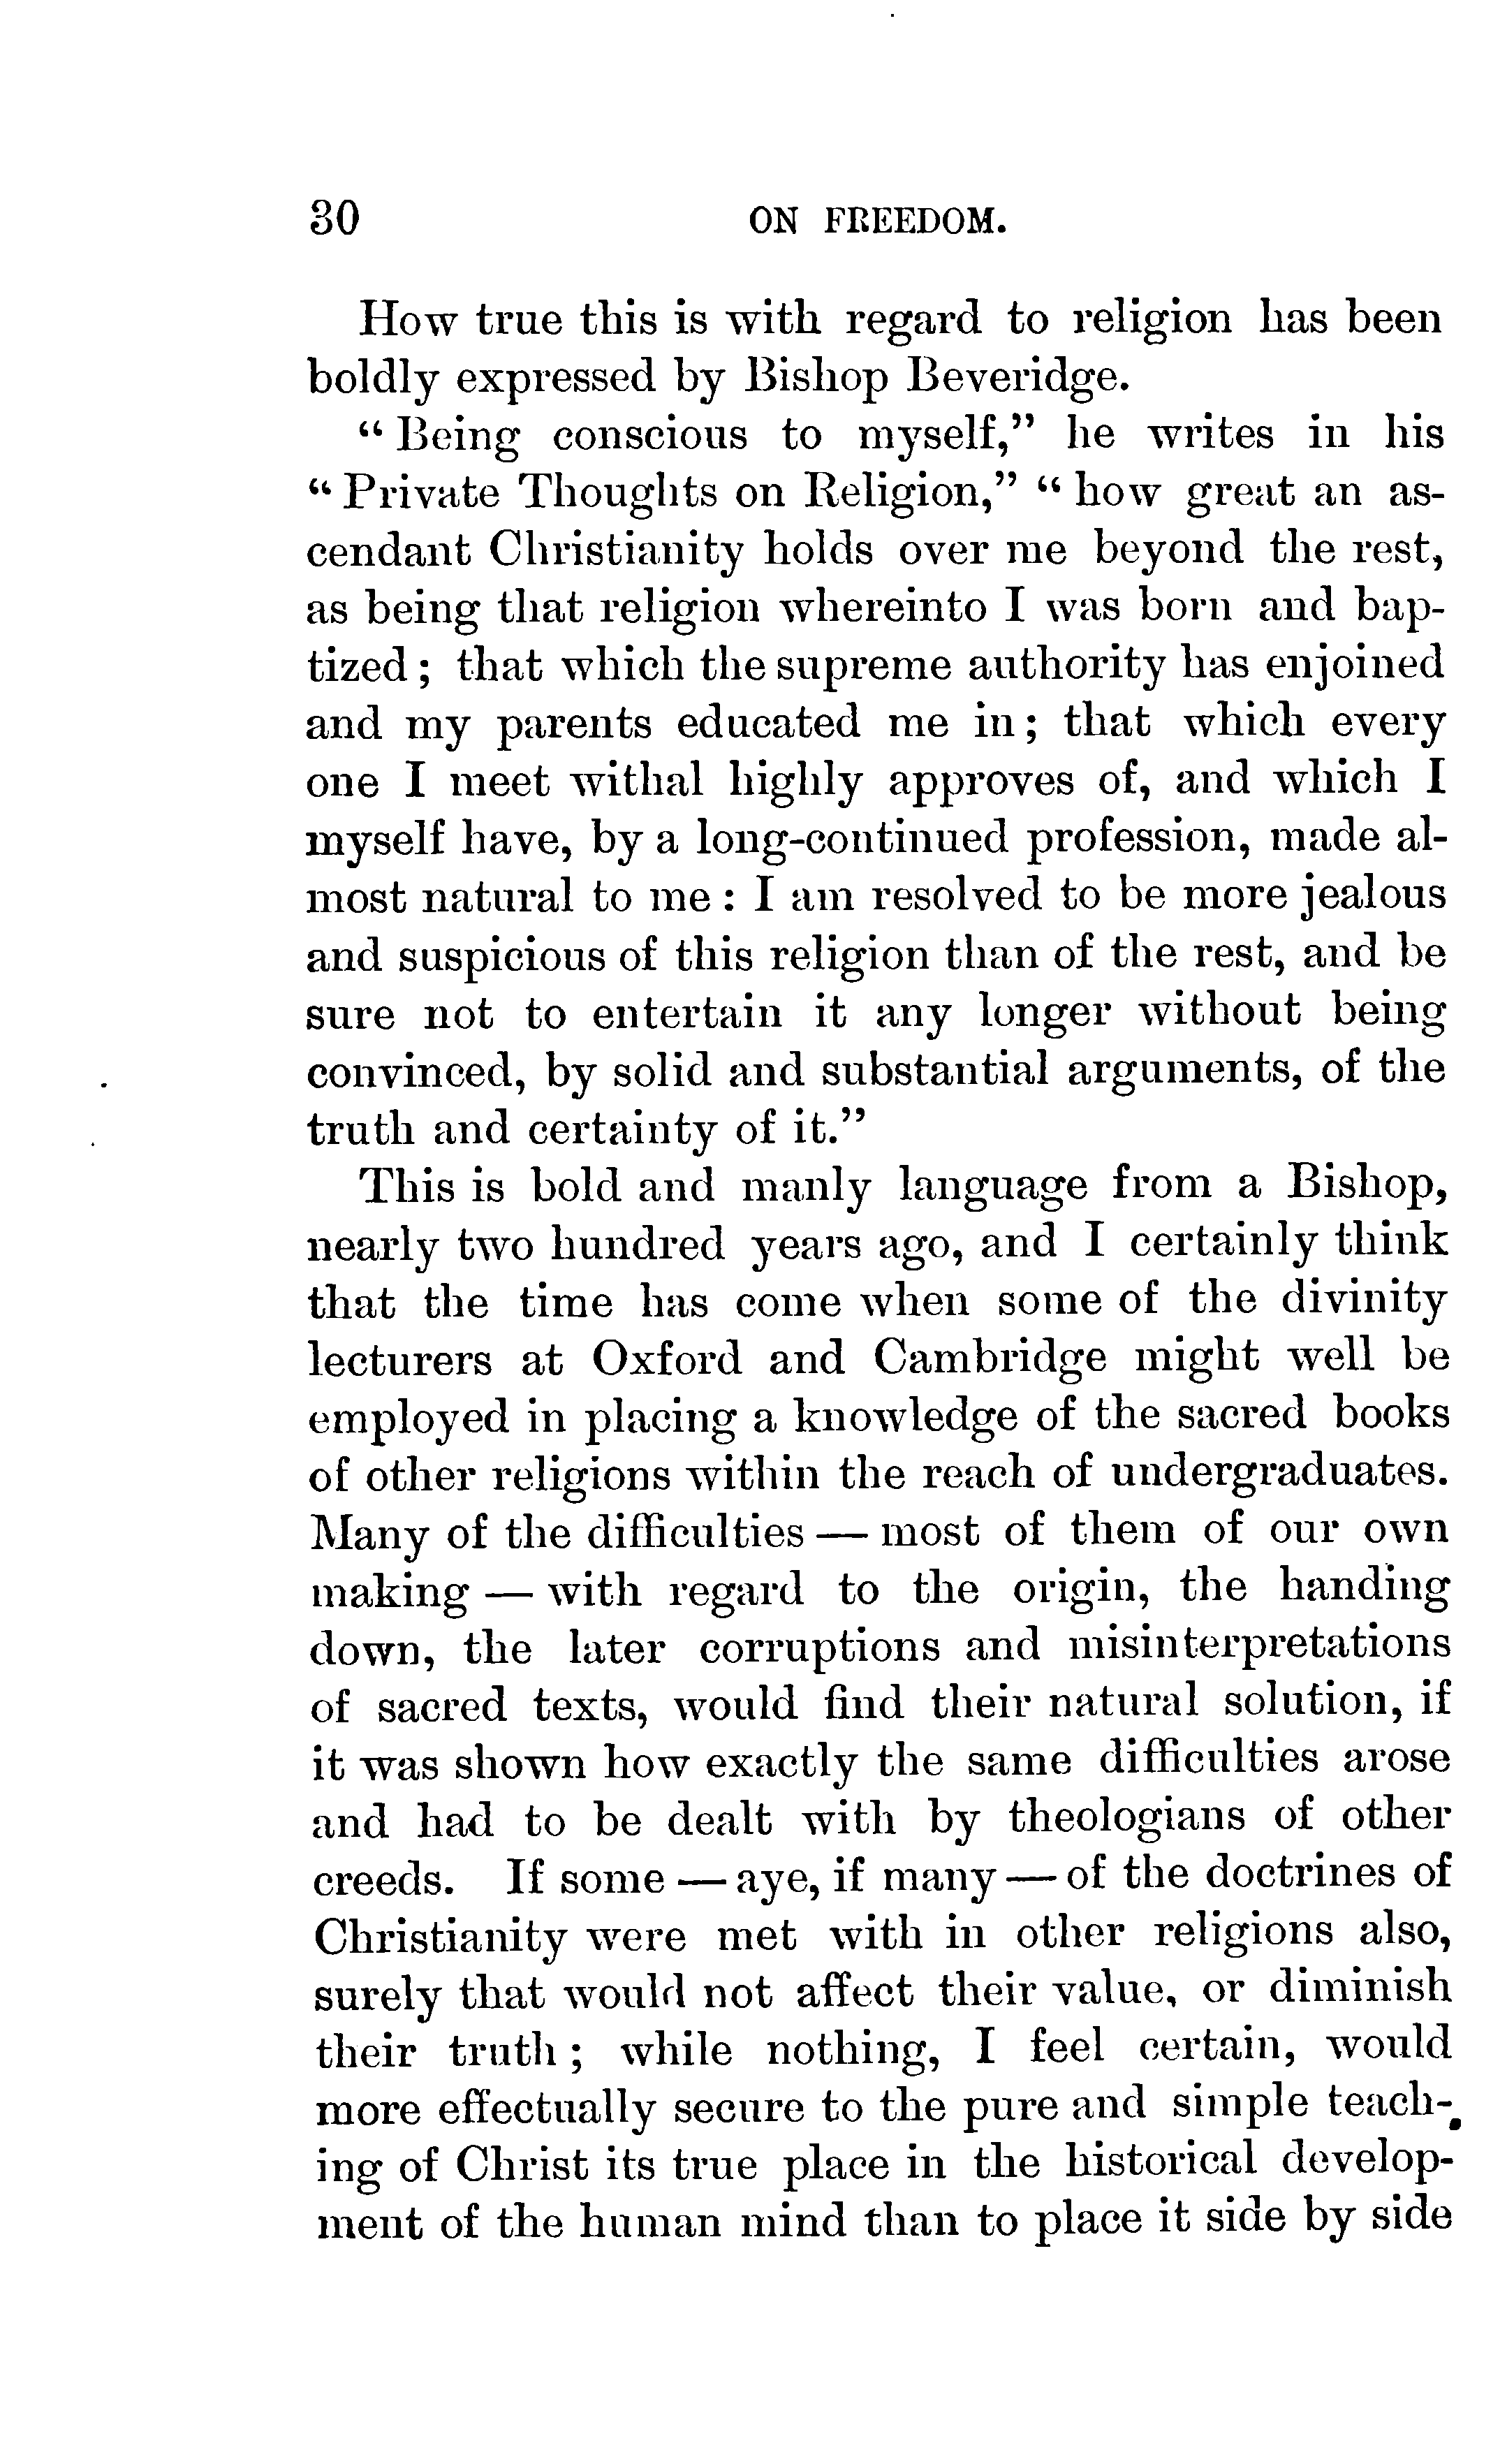 30 ON FREEDOM.
How true this is with regard to religion has been
boldly expressed by Bishop Beveridge.
“ Being conscious to myself,” he writes in his
“ Private Thoughts on Religion,” “ how great an as-
cendant Christianity holds over me beyond the rest,
as being that religion whereinto I was born and bap-
tized ; that which the supreme authority has enjoined
and my parents educated me in ; that which every
one I meet withal highly approves of, and which I
myself have, by a long-continued profession, made al-
most natural to me : I am resolved to be more jealous
and suspicious of this religion than of the rest, and be
sure not to entertain it any longer without being
convinced, by solid and substantial arguments, of the
truth and certainty of it.”
This is bold and manly language from a Bishop,
nearly two hundred years ago, and I certainly think
that the time has come when some of the divinity
lecturers at Oxford and Cambridge might well be
employed in placing a knowledge of the sacred books
of other religions within the reach of undergraduates.
Many of the difficulties — most of them of our own
making — with regard to the origin, the handing
down, the later corruptions and misinterpretations
of sacred texts, would find their natural solution, if
it was shown how exactly the same difficulties arose
and had to be dealt with by theologians of other
creeds. If some — aye, if many — of the doctrines of
Christianity were met with in other religions also,
surely that would not affect their value, or diminish
their truth ; while nothing, I feel certain, would
more effectually secure to the pure and simple teach-
ing of Christ its true place in the historical develop-
ment of the human mind than to place it side by side